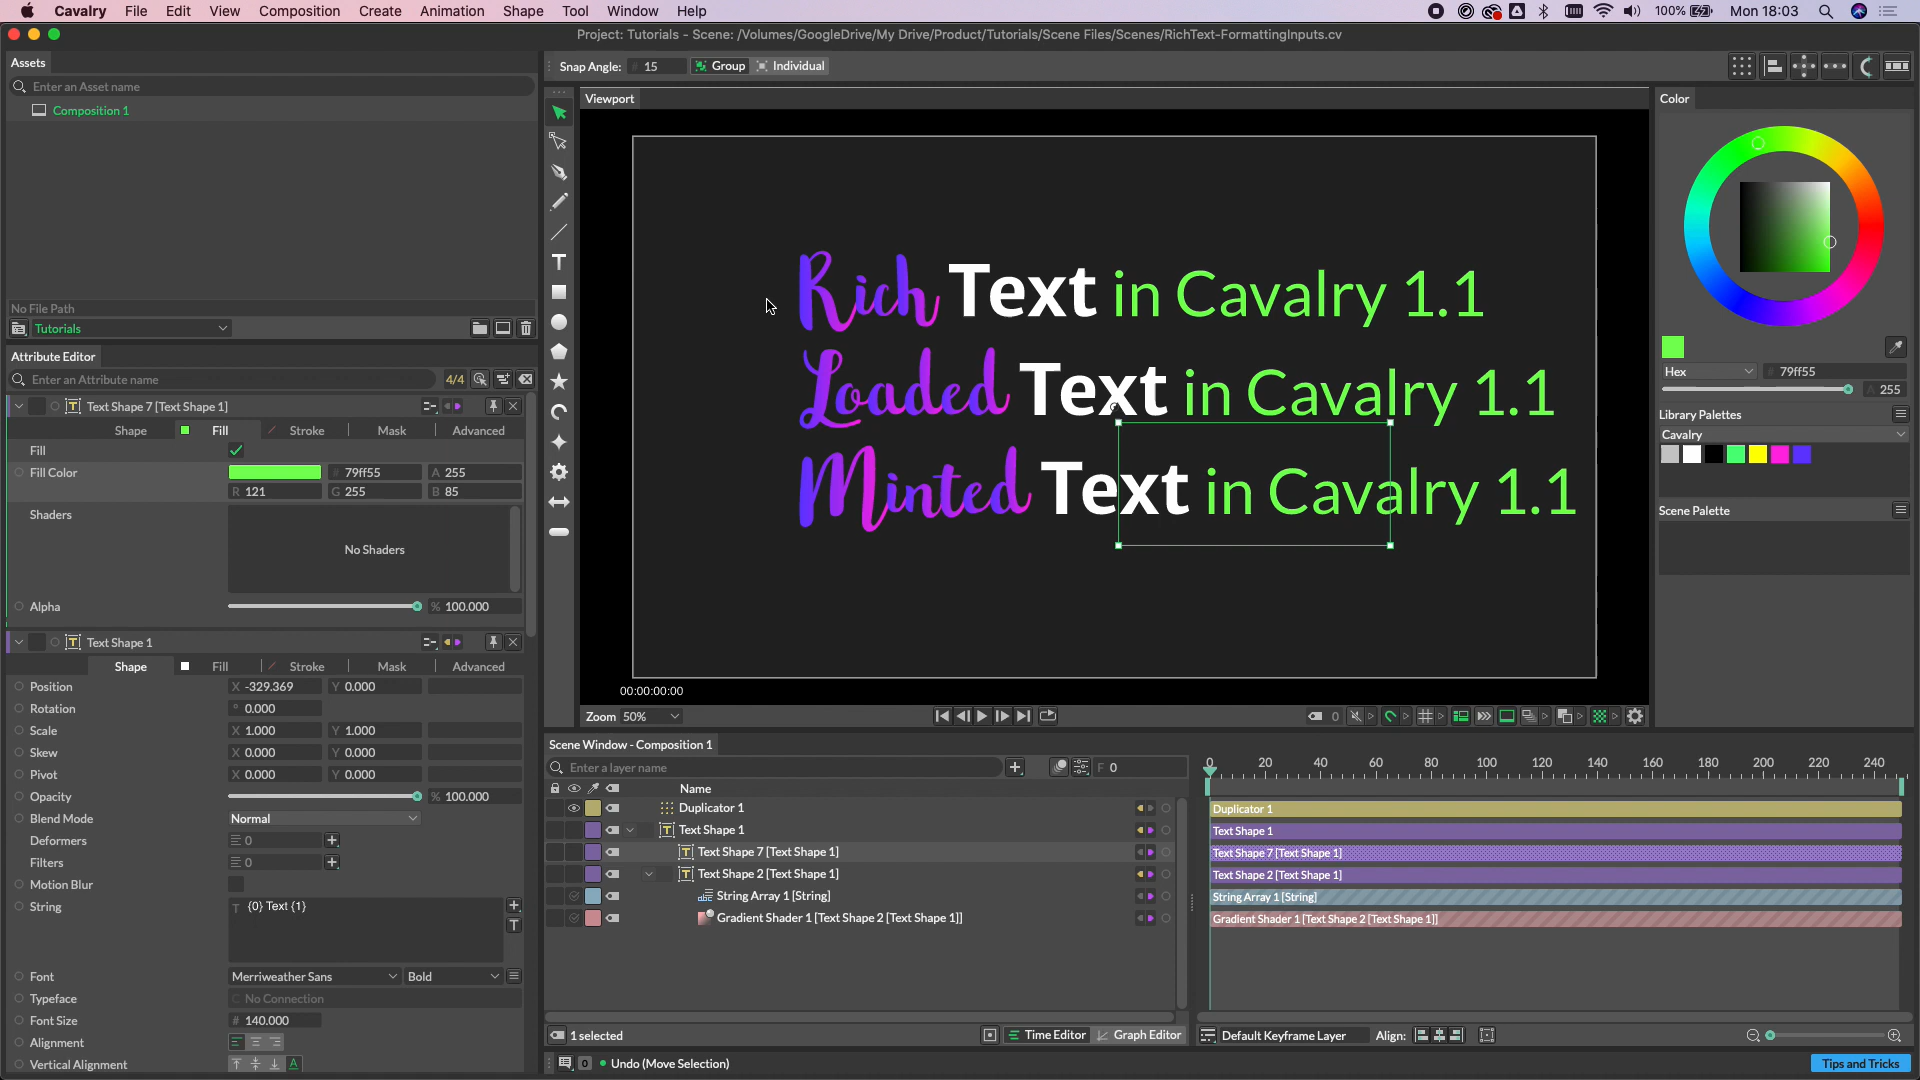 Cavalry File Edit View Composition Create Animation Shape Tool Window Help 100% Mon 18:03
Project: Tutorials - Scene: /Volumes/GoogleDrive/My Drive/Product/Tutorials/Scene Files/Scenes/RichText-FormattingInputs.cv
Assets
Enter an Asset name
Composition 1
No File Path
Tutorials
Attribute Editor
Enter an Attribute name 4/4
Text Shape 7 [Text Shape 1]
Shape Fill Stroke Mask Advanced
Fill
Fill Color # 79ff55 A 255
R 121 G 255 B 85
Shaders
No Shaders
Alpha % 100.000
Text Shape 1
Shape Fill Stroke Mask Advanced
Position X -329.369 Y 0.000
Rotation ° 0.000
Scale X 1.000 Y 1.000
Skew X 0.000 Y 0.000
Pivot X 0.000 Y 0.000
Opacity % 100.000
Blend Mode Normal
Deformers 0
Filters 0
Motion Blur
String T {0} Text {1}
Font Merriweather Sans Bold
Typeface C No Connection
Font Size # 140.000
Alignment
Vertical Alignment
Snap Angle: # 15 Group Individual
Viewport
Rich Text in Cavalry 1.1
Loaded Text in Cavalry 1.1
Minted Text in Cavalry 1.1
00:00:00:00
Zoom 50% 0
Color
Hex # 79ff55
255
Library Palettes
Cavalry
Scene Palette
Scene Window - Composition 1
Enter a layer name F 0
Name
Duplicator 1
Text Shape 1
Text Shape 7 [Text Shape 1]
Text Shape 2 [Text Shape 1]
String Array 1 [String]
Gradient Shader 1 [Text Shape 2 [Text Shape 1]]
0 20 40 60 80 100 120 140 160 180 200 220 240
Duplicator 1
Text Shape 1
Text Shape 7 [Text Shape 1]
Text Shape 2 [Text Shape 1]
String Array 1 [String]
Gradient Shader 1 [Text Shape 2 [Text Shape 1]]
1 selected Time Editor Graph Editor Default Keyframe Layer Align:
0 Undo (Move Selection) Tips and Tricks